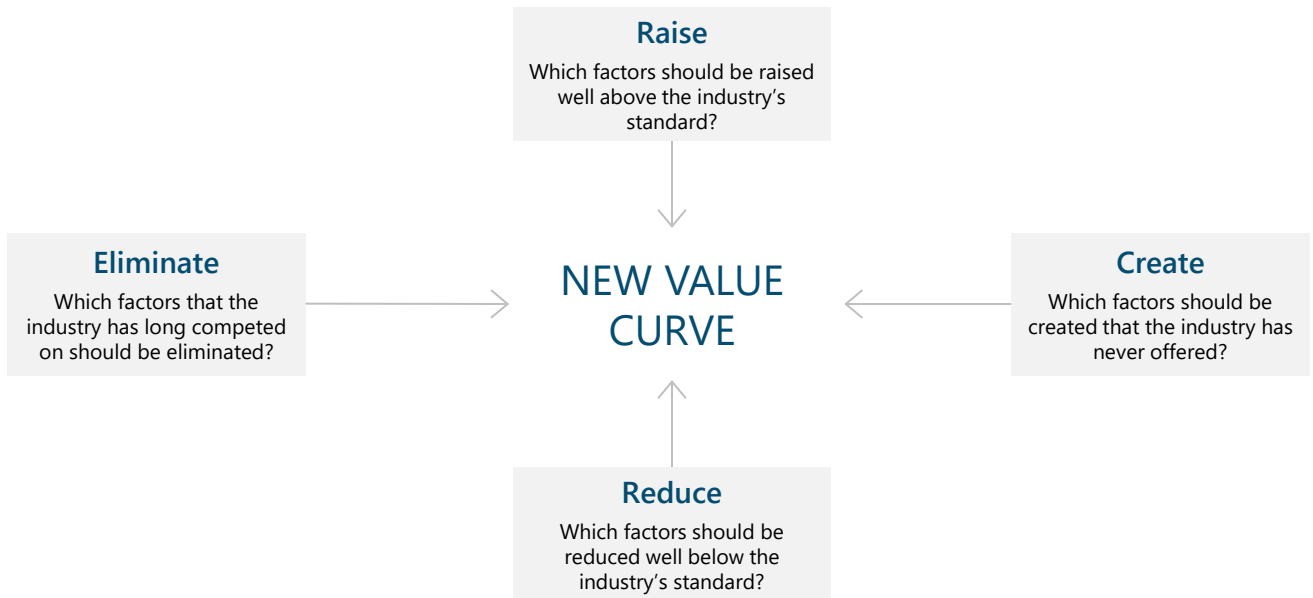 Raise
Which factors should be raised
well above the industry’s
standard?
Eliminate
Which factors that the
industry has long competed
on should be eliminated?
NEW VALUE
CURVE
Create
Which factors should be
created that the industry has
never offered?
Reduce
Which factors should be
reduced well below the
industry’s standard?